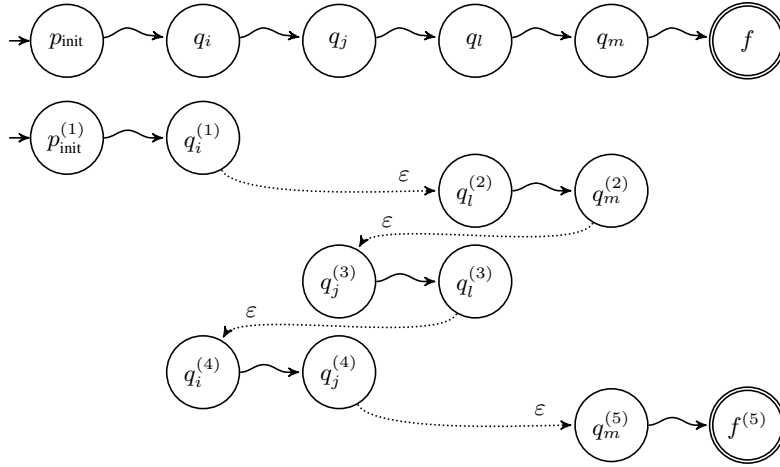 p_init q_i q_j q_l q_m f
p_init^(1) q_i^(1)
ε q_l^(2) q_m^(2)
ε
q_j^(3) q_l^(3)
ε
q_i^(4) q_j^(4)
ε q_m^(5) f^(5)